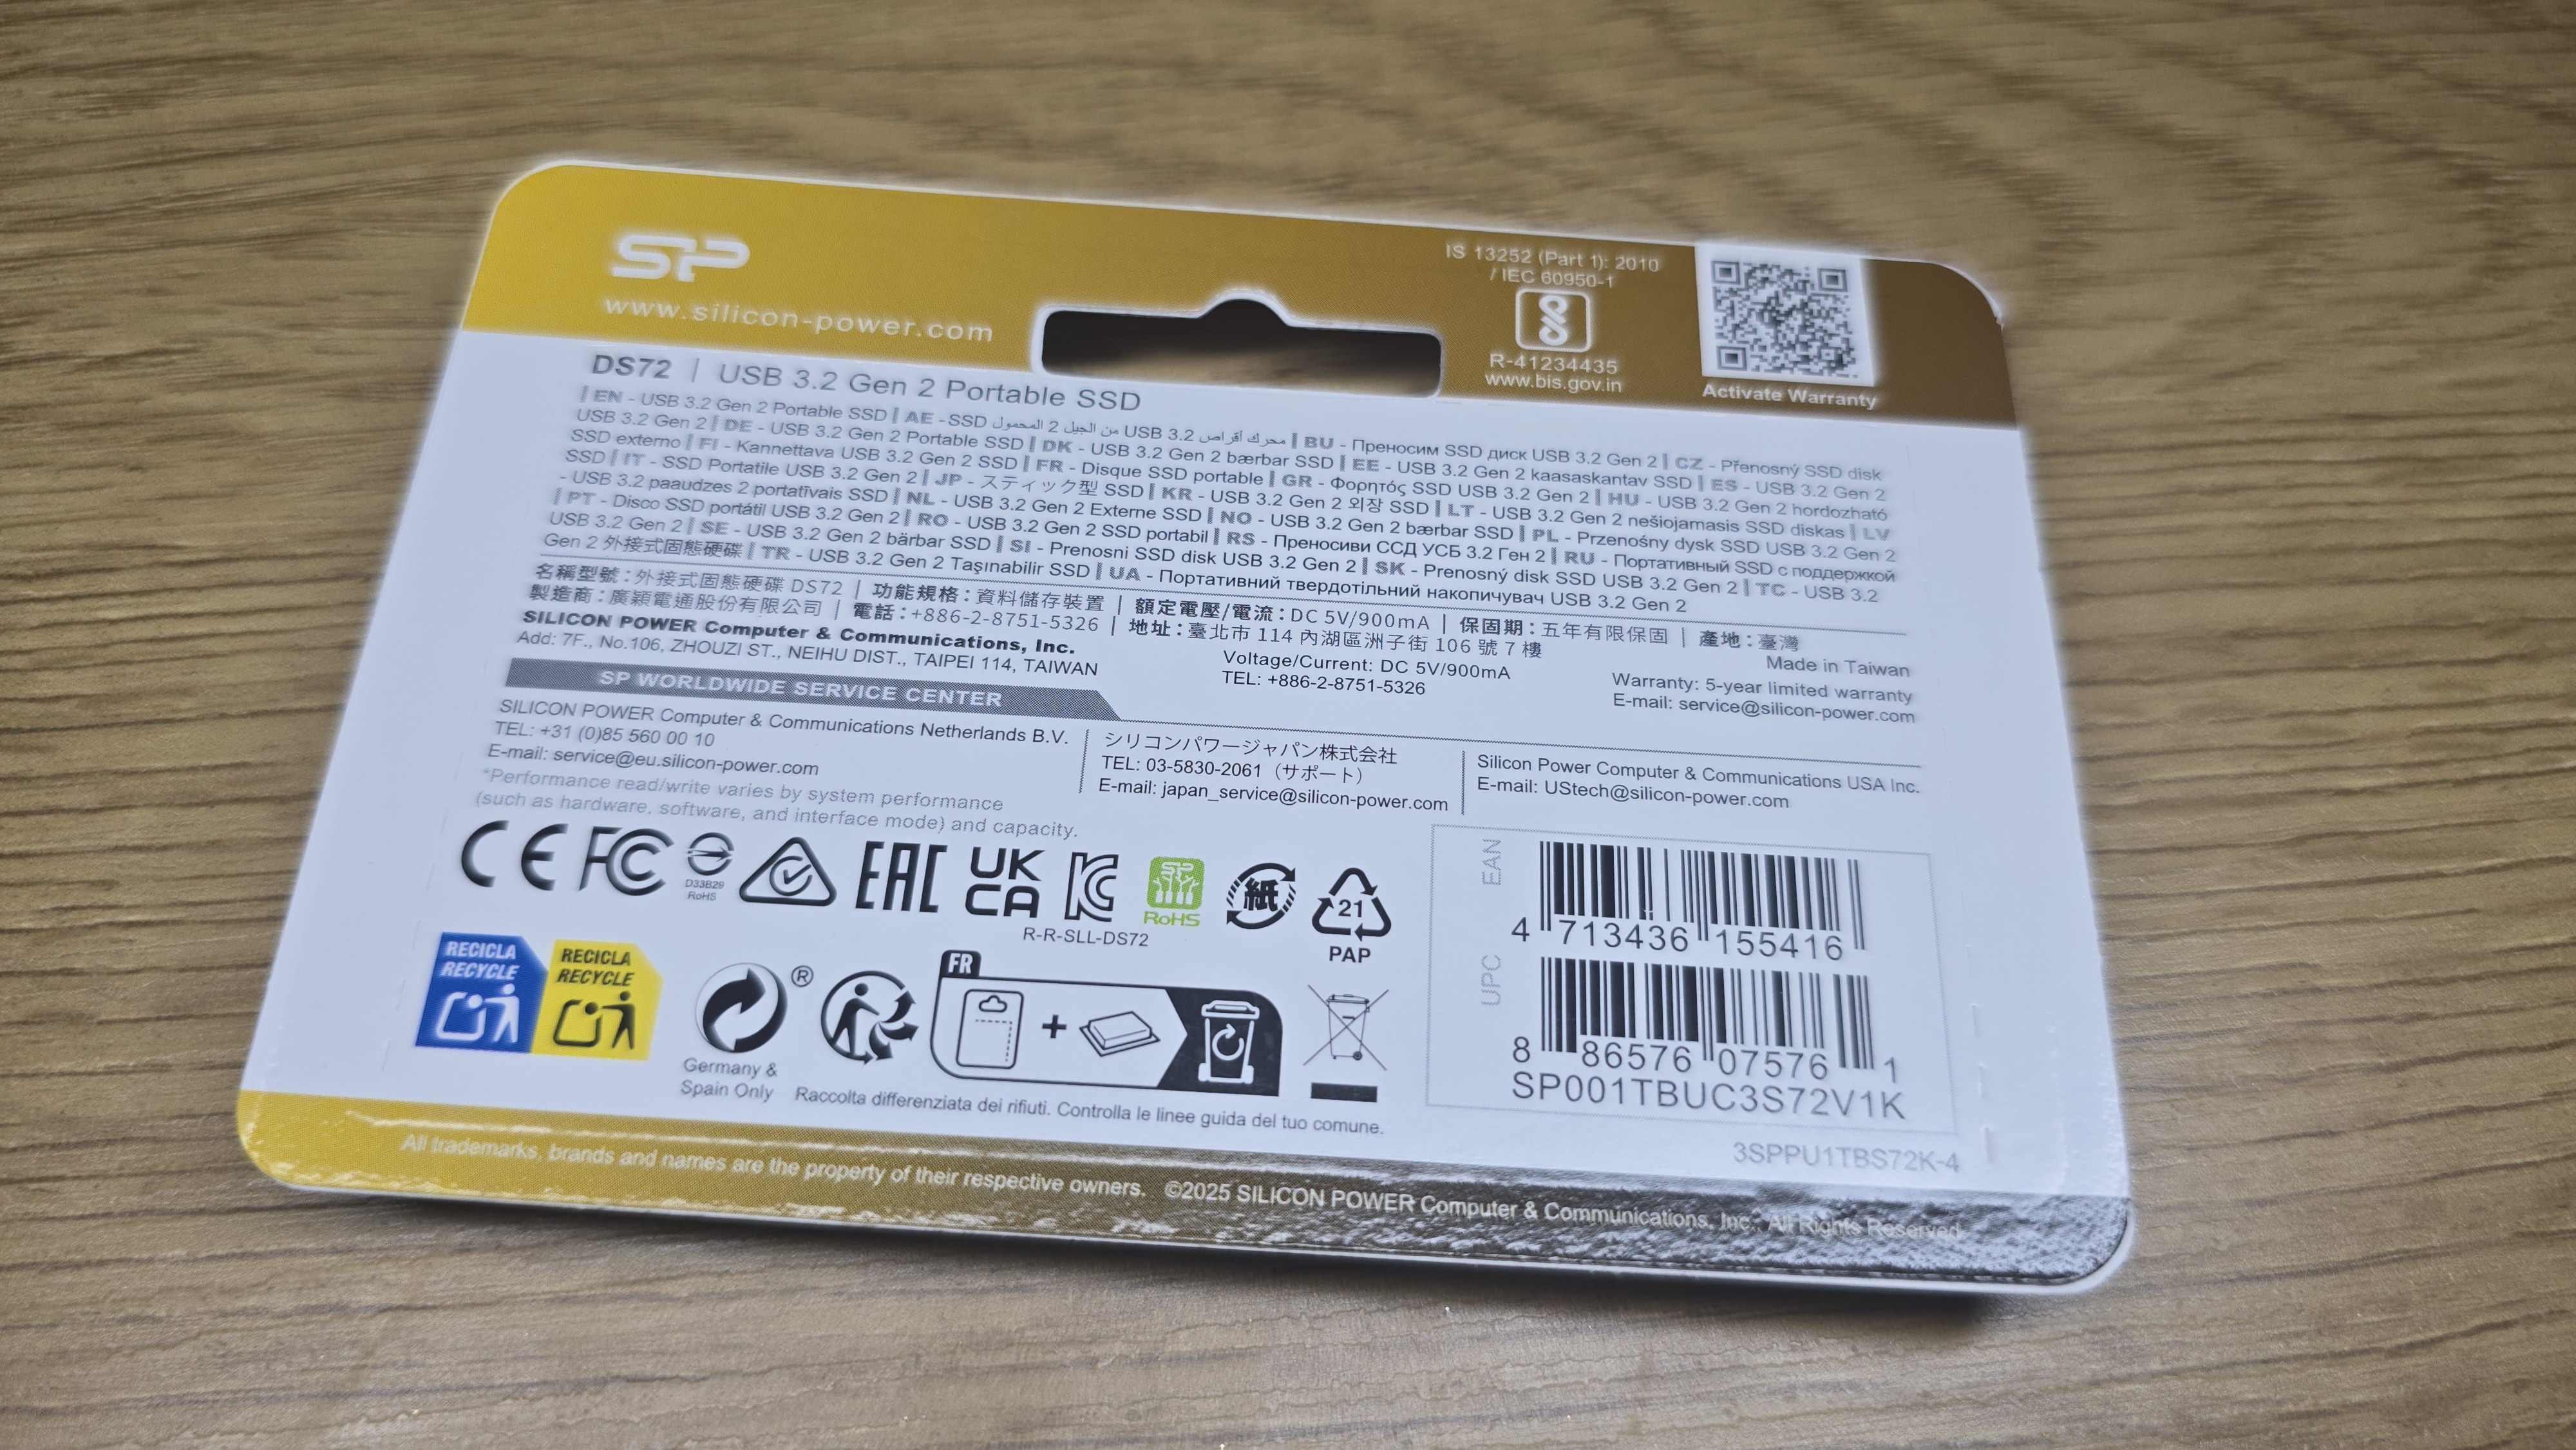 SP
www.silicon-power.com
IS 13252 (Part 1): 2010
/ IEC 60950-1
R-41234435
www.bis.gov.in
Activate Warranty
DS72 | USB 3.2 Gen 2 Portable SSD
| EN - USB 3.2 Gen 2 Portable SSD | AE - SSD محرك أقراص USB 3.2 من الجيل 2 المحمول | BU - Преносим SSD диск USB 3.2 Gen 2 | CZ - Přenosný SSD disk
USB 3.2 Gen 2 | DE - USB 3.2 Gen 2 Portable SSD | DK - USB 3.2 Gen 2 bærbar SSD | EE - USB 3.2 Gen 2 kaasaskantav SSD | ES - USB 3.2 Gen 2
SSD externo | FI - Kannettava USB 3.2 Gen 2 SSD | FR - Disque SSD portable | GR - Φορητός SSD USB 3.2 Gen 2 | HU - USB 3.2 Gen 2 hordozható
SSD | IT - SSD Portatile USB 3.2 Gen 2 | JP - スティック型 SSD | KR - USB 3.2 Gen 2 외장 SSD | LT - USB 3.2 Gen 2 nešiojamasis SSD diskas | LV
- USB 3.2 paaudzes 2 portatīvais SSD | NL - USB 3.2 Gen 2 Externe SSD | NO - USB 3.2 Gen 2 bærbar SSD | PL - Przenośny dysk SSD USB 3.2 Gen 2
| PT - Disco SSD portátil USB 3.2 Gen 2 | RO - USB 3.2 Gen 2 SSD portabil | RS - Преносиви ССД УСБ 3.2 Ген 2 | RU - Портативный SSD с поддержкой
USB 3.2 Gen 2 | SE - USB 3.2 Gen 2 bärbar SSD | SI - Prenosni SSD disk USB 3.2 Gen 2 | SK - Prenosný disk SSD USB 3.2 Gen 2 | TC - USB 3.2
Gen 2 外接式固態硬碟 | TR - USB 3.2 Gen 2 Taşınabilir SSD | UA - Портативний твердотільний накопичувач USB 3.2 Gen 2
名稱型號：外接式固態硬碟 DS72 | 功能規格：資料儲存裝置 | 額定電壓/電流：DC 5V/900mA | 保固期：五年有限保固 | 產地：臺灣
製造商：廣穎電通股份有限公司 | 電話：+886-2-8751-5326 | 地址：臺北市 114 內湖區洲子街 106 號 7 樓
SILICON POWER Computer & Communications, Inc.
Add: 7F., No.106, ZHOUZI ST., NEIHU DIST., TAIPEI 114, TAIWAN
Voltage/Current: DC 5V/900mA
TEL: +886-2-8751-5326
Made in Taiwan
Warranty: 5-year limited warranty
E-mail: service@silicon-power.com
SP WORLDWIDE SERVICE CENTER
SILICON POWER Computer & Communications Netherlands B.V.
TEL: +31 (0)85 560 00 10
E-mail: service@eu.silicon-power.com
シリコンパワージャパン株式会社
TEL: 03-5830-2061（サポート）
E-mail: japan_service@silicon-power.com
Silicon Power Computer & Communications USA Inc.
E-mail: UStech@silicon-power.com
*Performance read/write varies by system performance
(such as hardware, software, and interface mode) and capacity.
CE FC
D33B29
RoHS
EAC
UK
CA
KC
R-R-SLL-DS72
SP
RoHS
紙
21
PAP
RECICLA
RECYCLE
RECICLA
RECYCLE
®
Germany &
Spain Only
FR
+
Raccolta differenziata dei rifiuti. Controlla le linee guida del tuo comune.
EAN
4 713436 155416
UPC
8 86576 07576 1
SP001TBUC3S72V1K
3SPPU1TBS72K-4
All trademarks, brands and names are the property of their respective owners. ©2025 SILICON POWER Computer & Communications, Inc., All Rights Reserved.